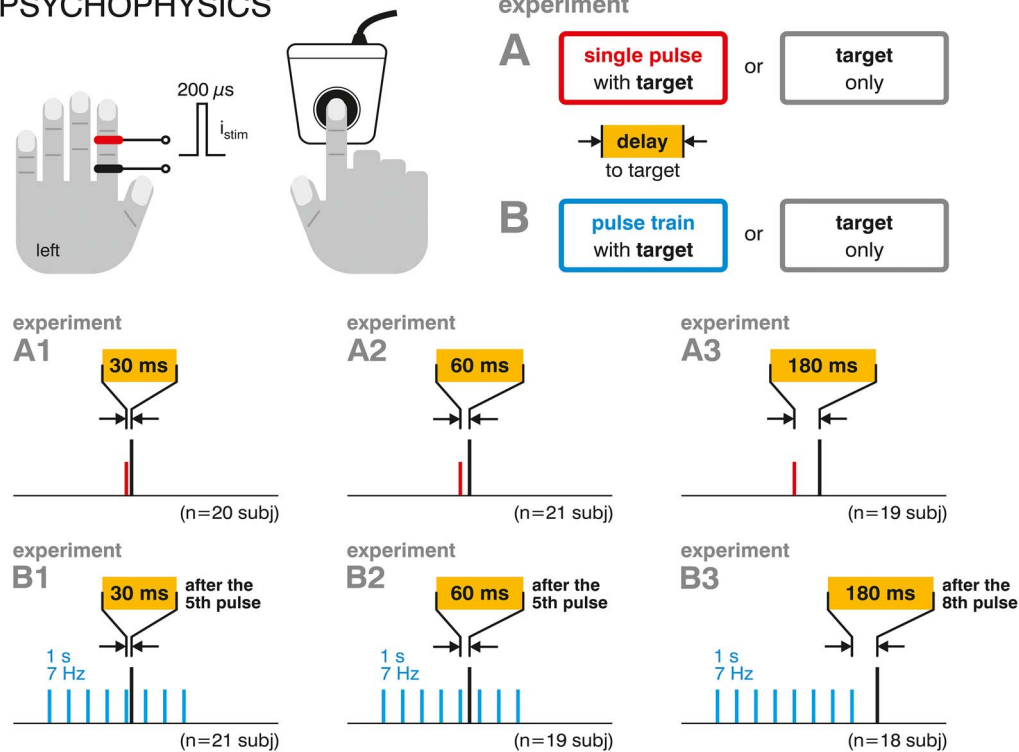 PSYCHOPHYSICS
200 μs
i stim
left
experiment
A
single pulse
with target
or
target
only
delay
to target
B
pulse train
with target
or
target
only
experiment
A1
30 ms
(n=20 subj)
experiment
A2
60 ms
(n=21 subj)
experiment
A3
180 ms
(n=19 subj)
experiment
B1
30 ms
after the
5th pulse
1 s
7 Hz
(n=21 subj)
experiment
B2
60 ms
after the
5th pulse
1 s
7 Hz
(n=19 subj)
experiment
B3
180 ms
after the
8th pulse
1 s
7 Hz
(n=18 subj)